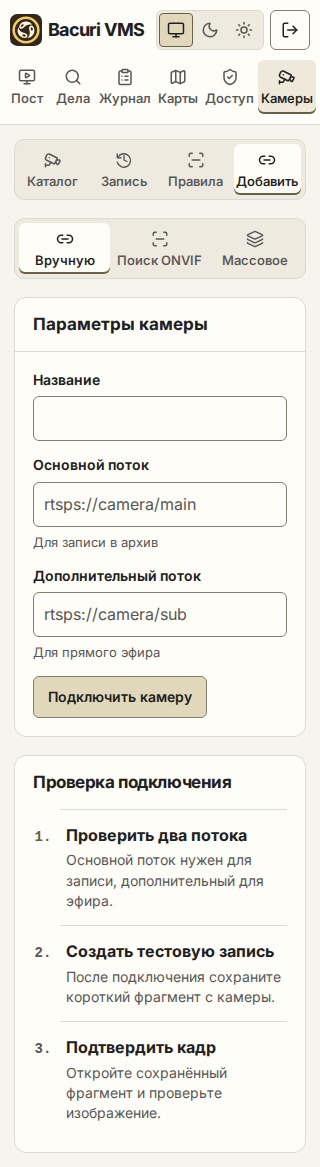 Bacuri VMS
Пост Дела Журнал Карты Доступ Камеры
Каталог Запись Правила Добавить
Вручную Поиск ONVIF Массовое
Параметры камеры
Название
Основной поток
rtsps://camera/main
Для записи в архив
Дополнительный поток
rtsps://camera/sub
Для прямого эфира
Подключить камеру
Проверка подключения
1. Проверить два потока
Основной поток нужен для
записи, дополнительный для
эфира.
2. Создать тестовую запись
После подключения сохраните
короткий фрагмент с камеры.
3. Подтвердить кадр
Откройте сохранённый
фрагмент и проверьте
изображение.